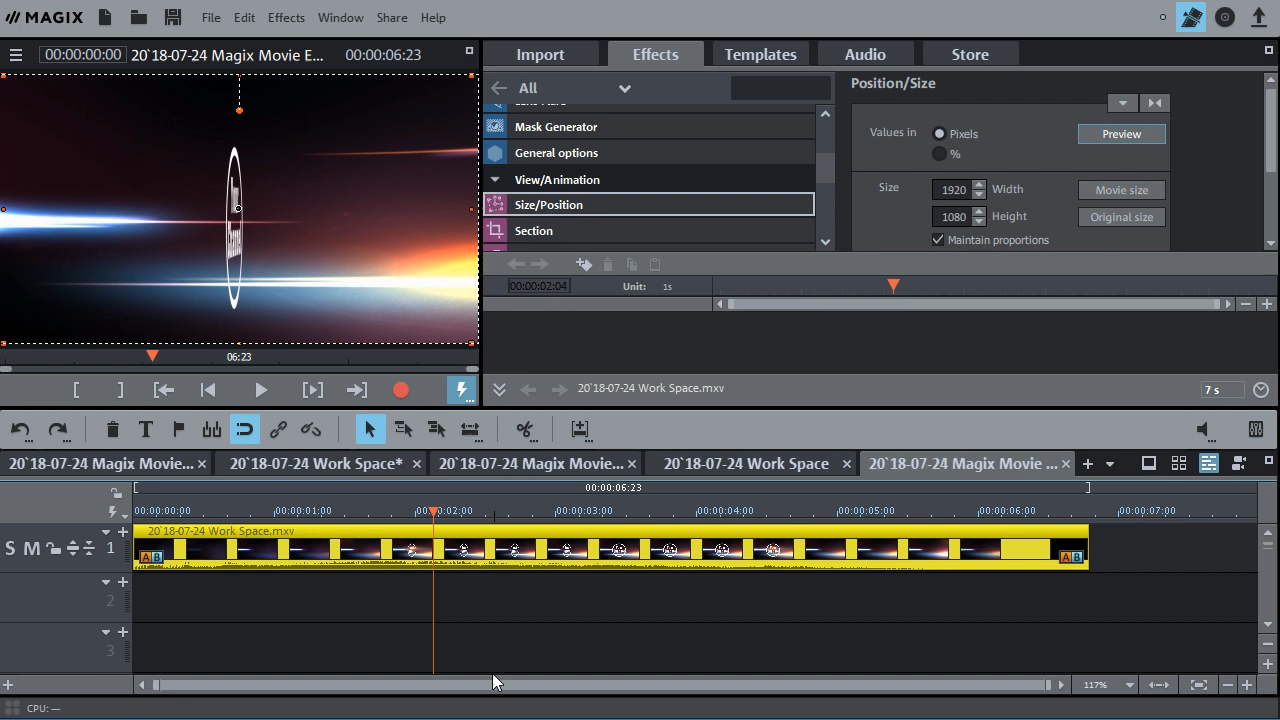 MAGIX File Edit Effects Window Share Help
00:00:00:00 20`18-07-24 Magix Movie E... 00:00:06:23
Import Effects Templates Audio Store
All
Mask Generator
General options
View/Animation
Size/Position
Section
Position/Size
Values in Pixels Preview
%
Size 1920 Width Movie size
1080 Height Original size
Maintain proportions
00:00:02:04 Unit: 1s
06:23
20`18-07-24 Work Space.mxv 7 s
20`18-07-24 Magix Movie... 20`18-07-24 Work Space* 20`18-07-24 Magix Movie... 20`18-07-24 Work Space 20`18-07-24 Magix Movie ...
00:00:06:23
00:00:00:00 00:00:01:00 00:00:02:00 00:00:03:00 00:00:04:00 00:00:05:00 00:00:06:00 00:00:07:00
20`18-07-24 Work Space.mxv
S M 1
A B A B
2
3
117%
CPU: —